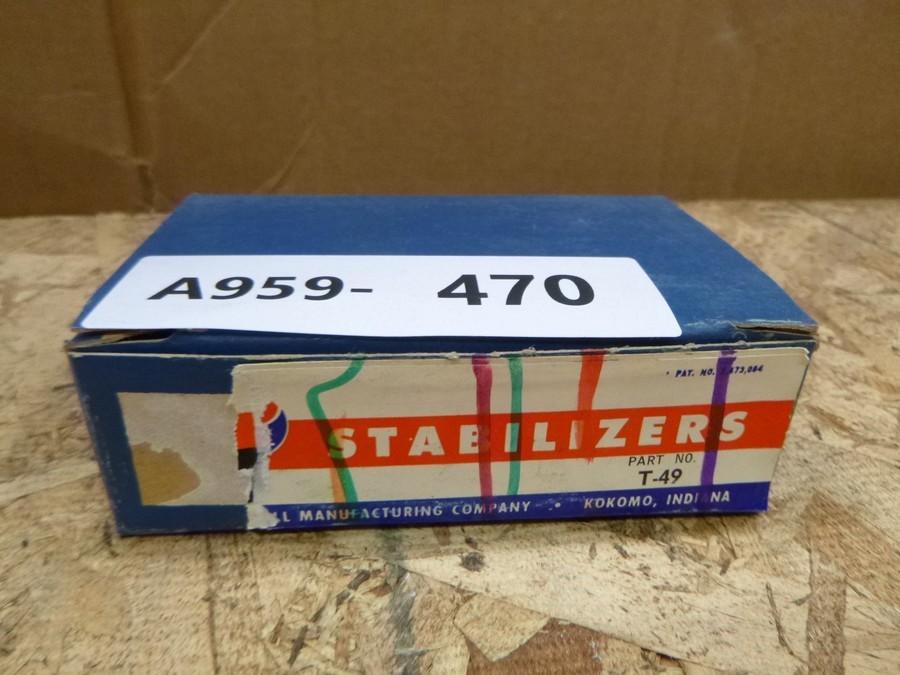 A959- 470
PAT. NO.
STABILIZERS
PART NO.
T-49
MANUFACTURING COMPANY • KOKOMO, INDIANA